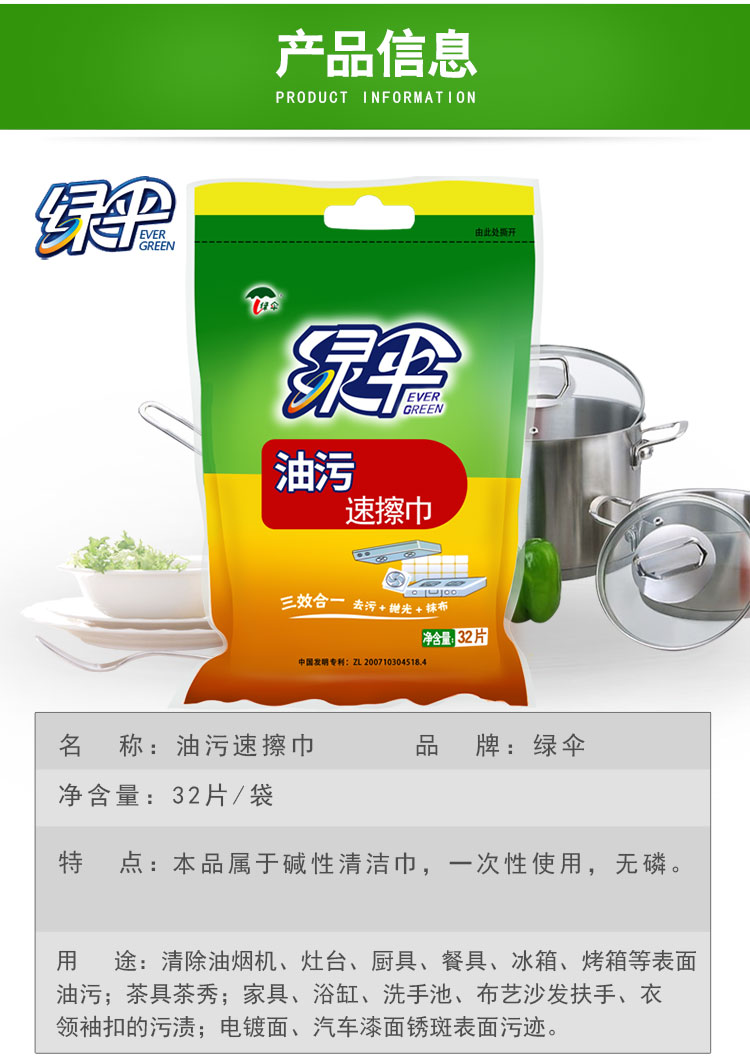 产品信息
PRODUCT INFORMATION
绿伞
EVER
GREEN
由此处撕开
绿伞
绿伞
EVER
GREEN
油污
速擦巾
三效合一 去污+抛光+抹布
净含量: 32片
中国发明专利: ZL 200710304518.4
名 称: 油污速擦巾 品 牌: 绿伞
净含量: 32片/袋
特 点: 本品属于碱性清洁巾, 一次性使用, 无磷。
用 途: 清除油烟机、灶台、厨具、餐具、冰箱、烤箱等表面
油污; 茶具茶秀; 家具、浴缸、洗手池、布艺沙发扶手、衣
领袖扣的污渍; 电镀面、汽车漆面锈斑表面污迹。